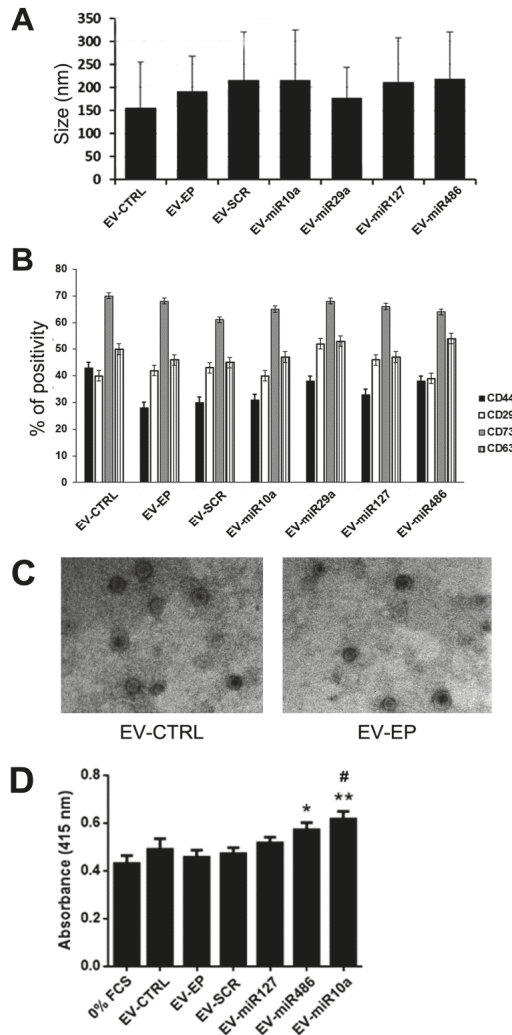 A
Size (nm)
350
300
250
200
150
100
50
0
EV-CTRL
EV-EP
EV-SCR
EV-miR10a
EV-miR29a
EV-miR127
EV-miR486
B
% of positivity
80
70
60
50
40
30
20
10
0
CD44
CD29
CD73
CD63
EV-CTRL
EV-EP
EV-SCR
EV-miR10a
EV-miR29a
EV-miR127
EV-miR486
C
EV-CTRL
EV-EP
D
Absorbance (415 nm)
0.8
0.6
0.4
0.2
0.0
#
* **
0% FCS
EV-CTRL
EV-EP
EV-SCR
EV-miR127
EV-miR486
EV-miR10a